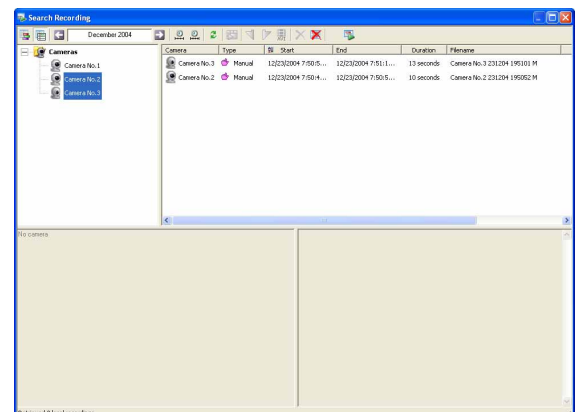 Search Recording
December 2004
Cameras
Camera No.1
Camera No.2
Camera No.3
Camera Type Start End Duration Filename
Camera No.3 Manual 12/23/2004 7:50:5... 12/23/2004 7:51:1... 13 seconds Camera No.3 231204 195101 M
Camera No.2 Manual 12/23/2004 7:50:4... 12/23/2004 7:50:5... 10 seconds Camera No.2 231204 195052 M
No camera